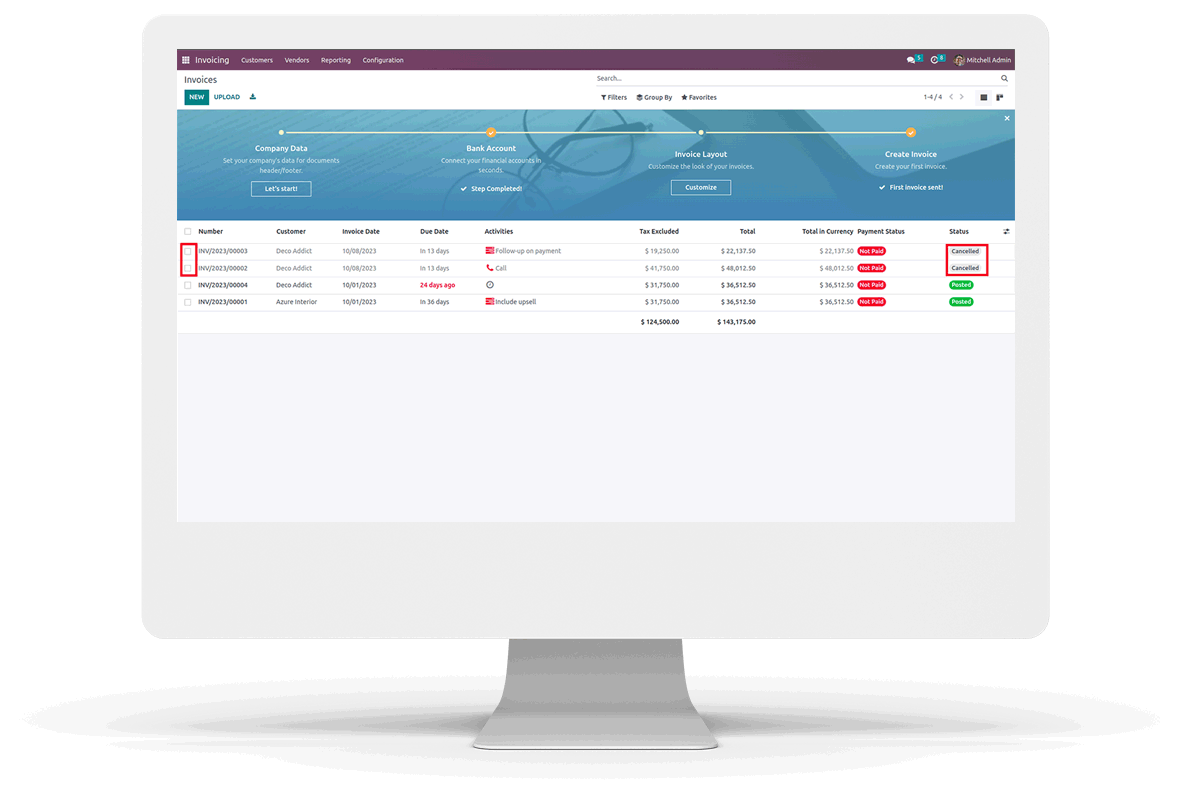 Invoicing Customers Vendors Reporting Configuration 5 8 Mitchell Admin
Invoices Search...
NEW UPLOAD Filters Group By Favorites 1-4 / 4
Company Data Bank Account Invoice Layout Create Invoice
Set your company's data for documents header/footer.
Connect your financial accounts in seconds.
Customize the look of your invoices.
Create your first invoice.
Let's start! Step Completed! Customize First invoice sent!
Number Customer Invoice Date Due Date Activities Tax Excluded Total Total in Currency Payment Status Status
INV/2023/00003 Deco Addict 10/08/2023 In 13 days Follow-up on payment $ 19,250.00 $ 22,137.50 $ 22,137.50 Not Paid Cancelled
INV/2023/00002 Deco Addict 10/08/2023 In 13 days Call $ 41,750.00 $ 48,012.50 $ 48,012.50 Not Paid Cancelled
INV/2023/00004 Deco Addict 10/01/2023 24 days ago $ 31,750.00 $ 36,512.50 $ 36,512.50 Not Paid Posted
INV/2023/00001 Azure Interior 10/01/2023 In 36 days Include upsell $ 31,750.00 $ 36,512.50 $ 36,512.50 Not Paid Posted
$ 124,500.00 $ 143,175.00